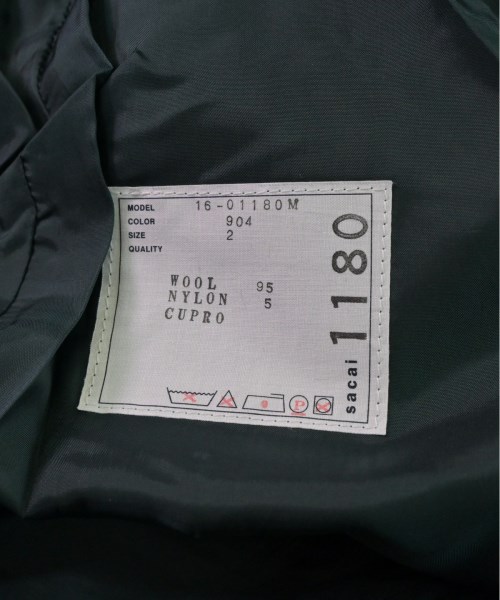 MODEL 16-01180M
COLOR 904
SIZE 2
QUALITY
WOOL 95
NYLON 5
CUPRO
P
sacai 1180